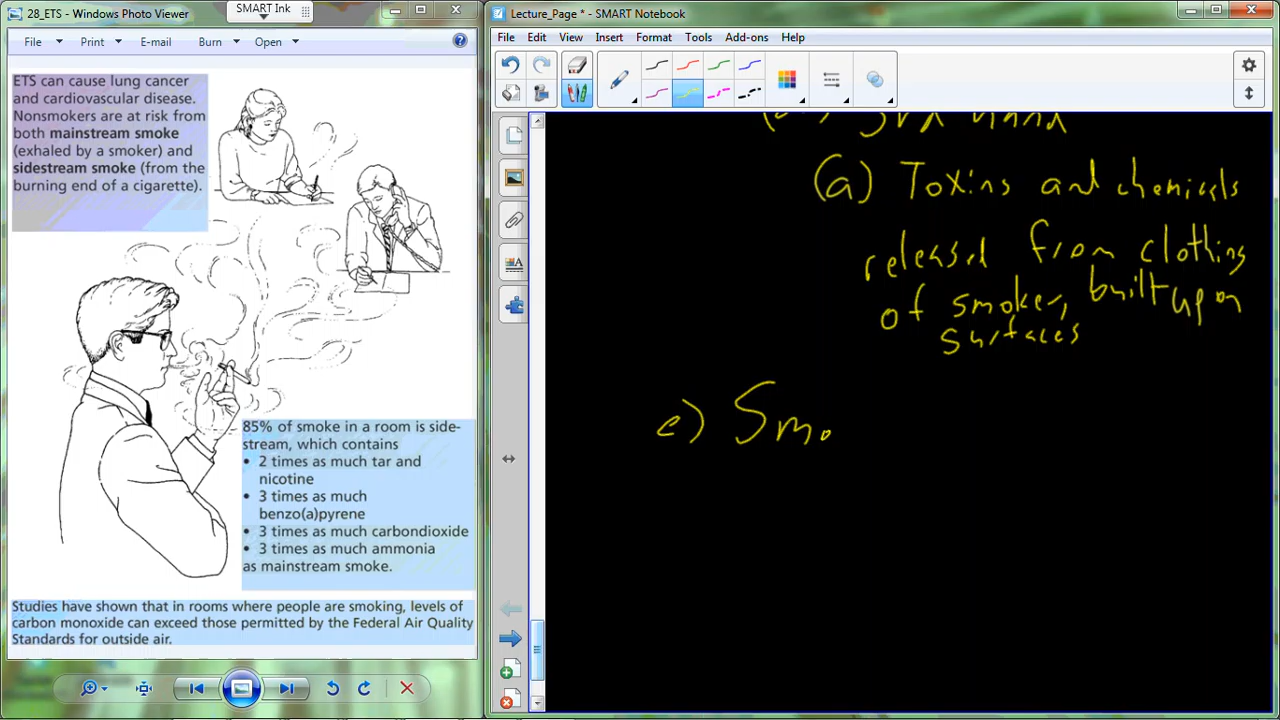 28_ETS - Windows Photo Viewer
SMART Ink
File Print E-mail Burn Open
ETS can cause lung cancer
and cardiovascular disease.
Nonsmokers are at risk from
both mainstream smoke
(exhaled by a smoker) and
sidestream smoke (from the
burning end of a cigarette).
85% of smoke in a room is side-
stream, which contains
• 2 times as much tar and
nicotine
• 3 times as much
benzo(a)pyrene
• 3 times as much carbondioxide
• 3 times as much ammonia
as mainstream smoke.
Studies have shown that in rooms where people are smoking, levels of
carbon monoxide can exceed those permitted by the Federal Air Quality
Standards for outside air.
Lecture_Page * - SMART Notebook
File Edit View Insert Format Tools Add-ons Help
3rd Hand
(a) Toxins and chemicals
released from clothing
of smoker, built up on
surfaces
e) Smo